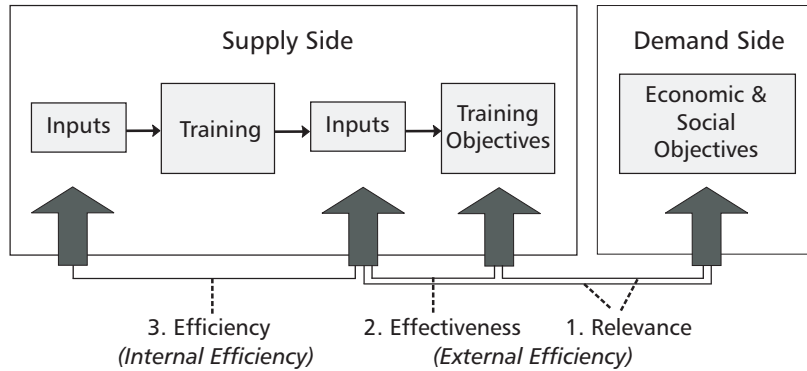 Supply Side
Demand Side
Inputs
Training
Inputs
Training
Objectives
Economic &
Social
Objectives
3. Efficiency
(Internal Efficiency)
2. Effectiveness
1. Relevance
(External Efficiency)